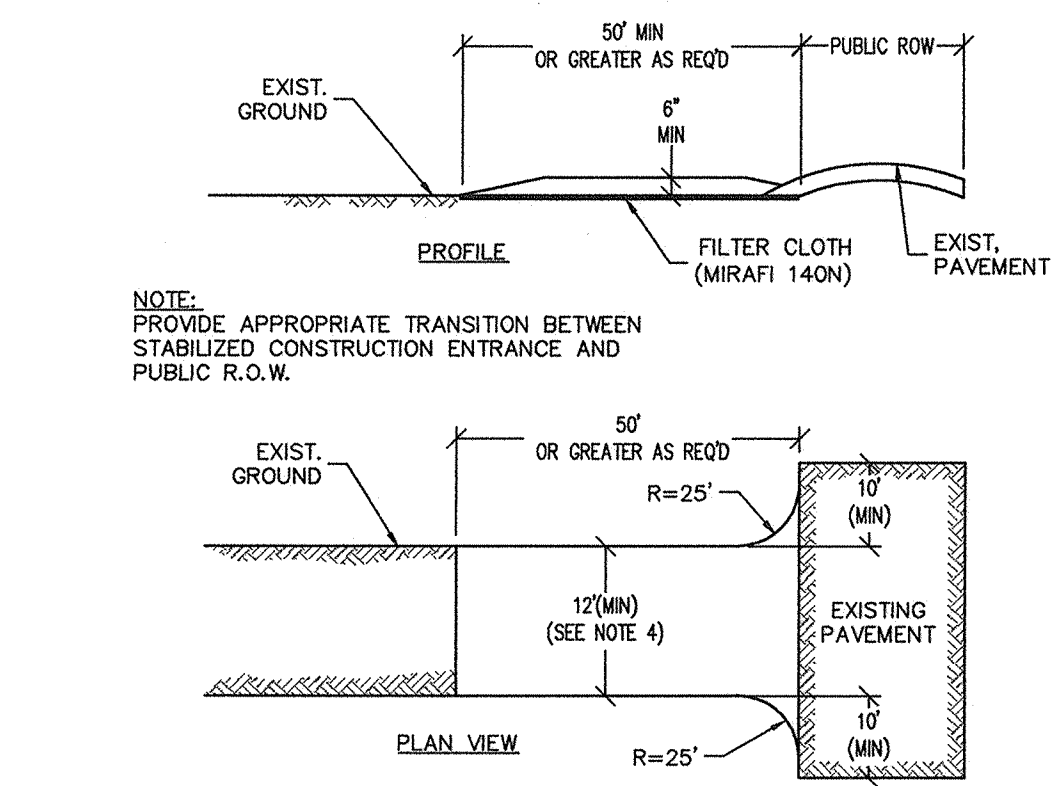 50' MIN
OR GREATER AS REQ'D
PUBLIC ROW
EXIST.
GROUND
6"
MIN
PROFILE
FILTER CLOTH
(MIRAFI 140N)
EXIST,
PAVEMENT
NOTE:
PROVIDE APPROPRIATE TRANSITION BETWEEN
STABILIZED CONSTRUCTION ENTRANCE AND
PUBLIC R.O.W.
50'
OR GREATER AS REQ'D
EXIST.
GROUND
R=25'
10'
(MIN)
12'(MIN)
(SEE NOTE 4)
EXISTING
PAVEMENT
PLAN VIEW
R=25'
10'
(MIN)